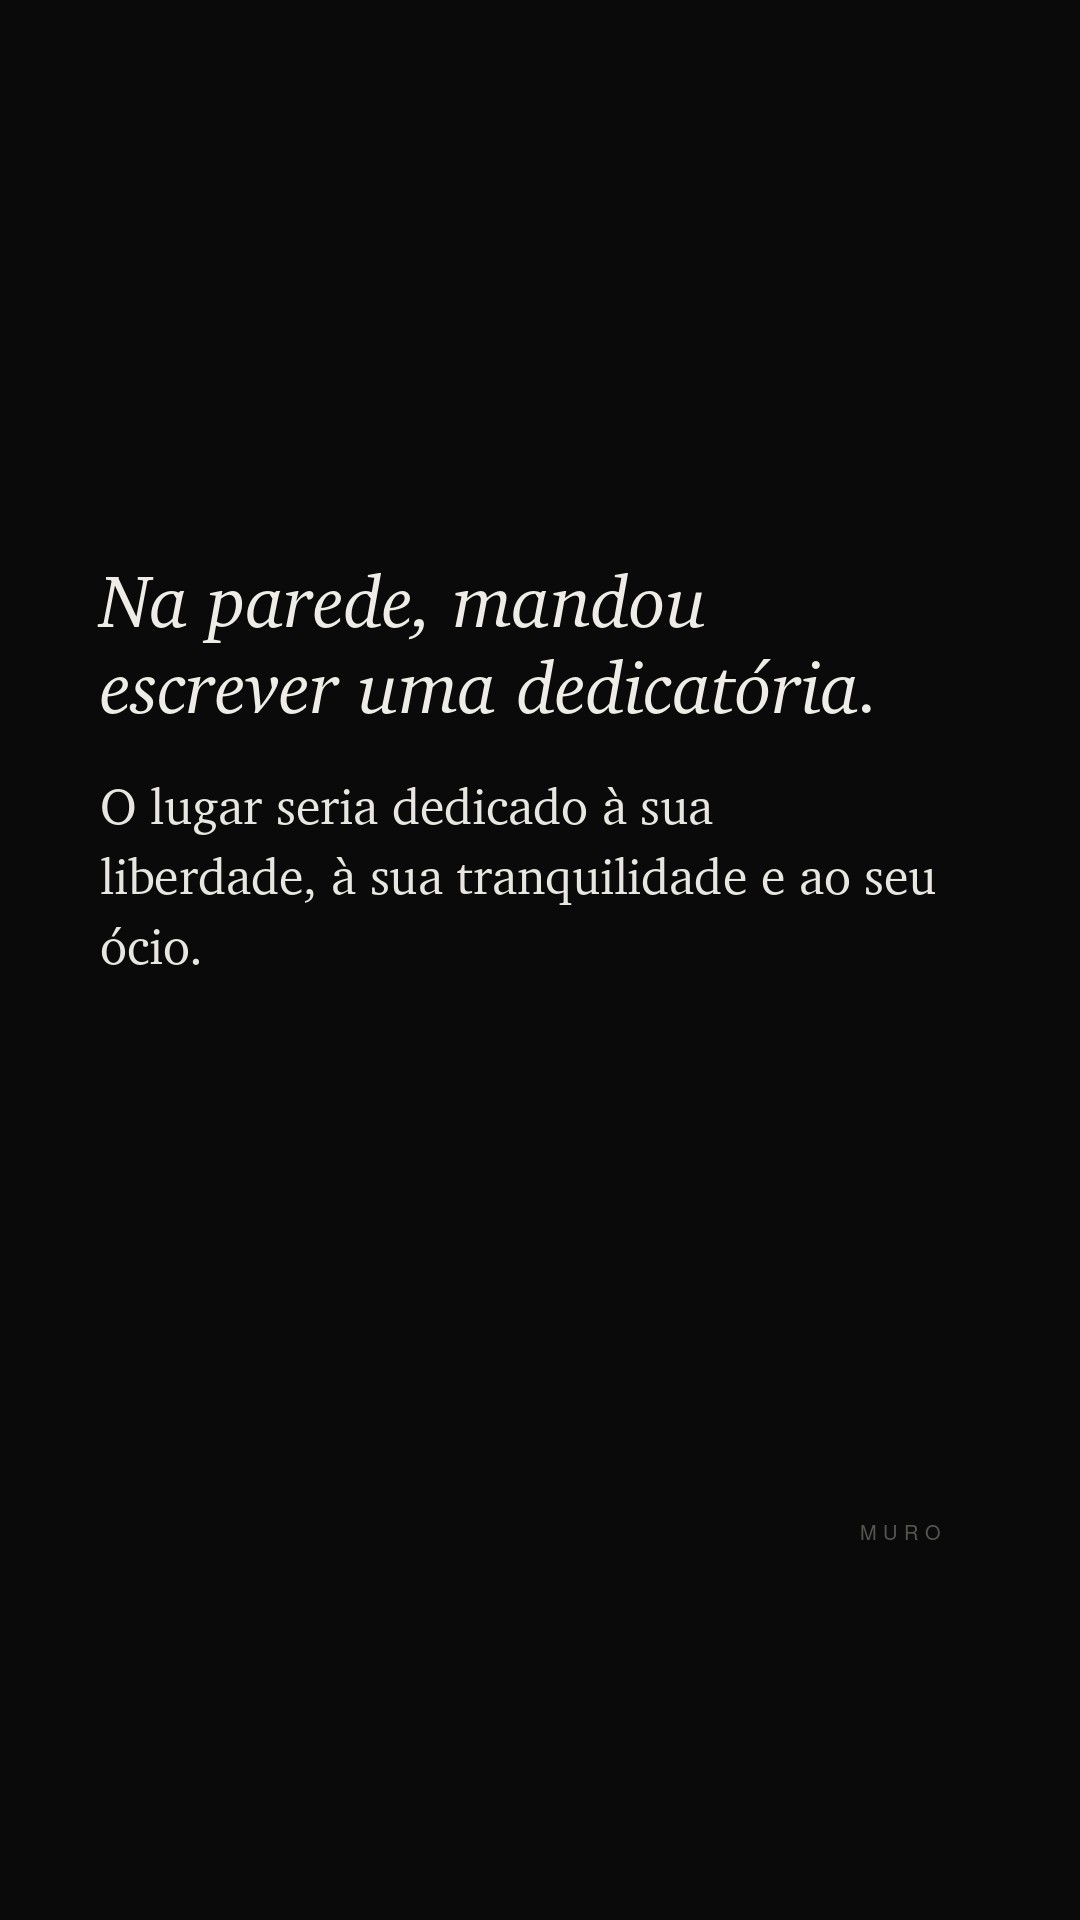 Na parede, mandou
escrever uma dedicatória.
O lugar seria dedicado à sua
liberdade, à sua tranquilidade e ao seu
ócio.
MURO